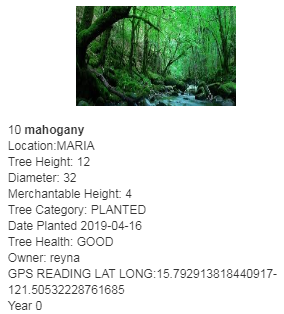 10 mahogany
Location:MARIA
Tree Height: 12
Diameter: 32
Merchantable Height: 4
Tree Category: PLANTED
Date Planted 2019-04-16
Tree Health: GOOD
Owner: reyna
GPS READING LAT LONG:15.792913818440917-
121.50532228761685
Year 0